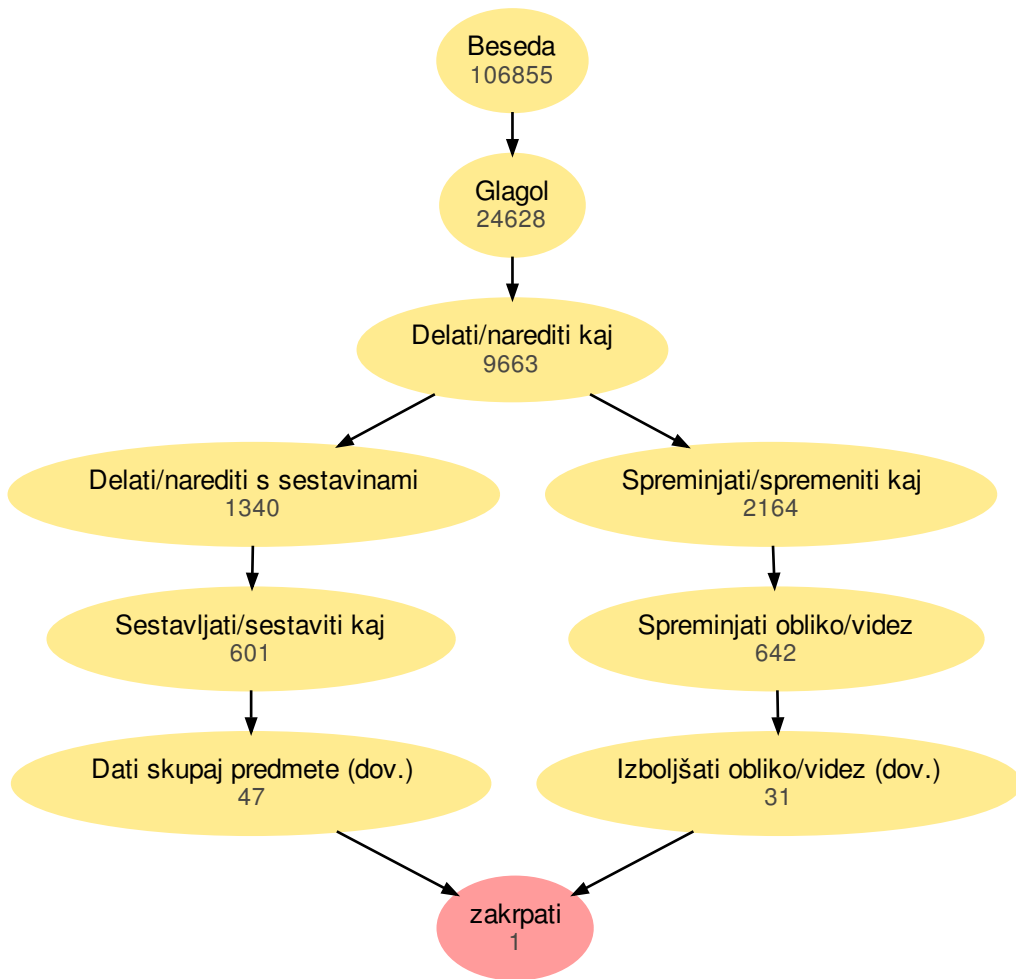 Beseda
106855
Glagol
24628
Delati/narediti kaj
9663
Delati/narediti s sestavinami
1340
Spreminjati/spremeniti kaj
2164
Sestavljati/sestaviti kaj
601
Spreminjati obliko/videz
642
Dati skupaj predmete (dov.)
47
Izboljšati obliko/videz (dov.)
31
zakrpati
1